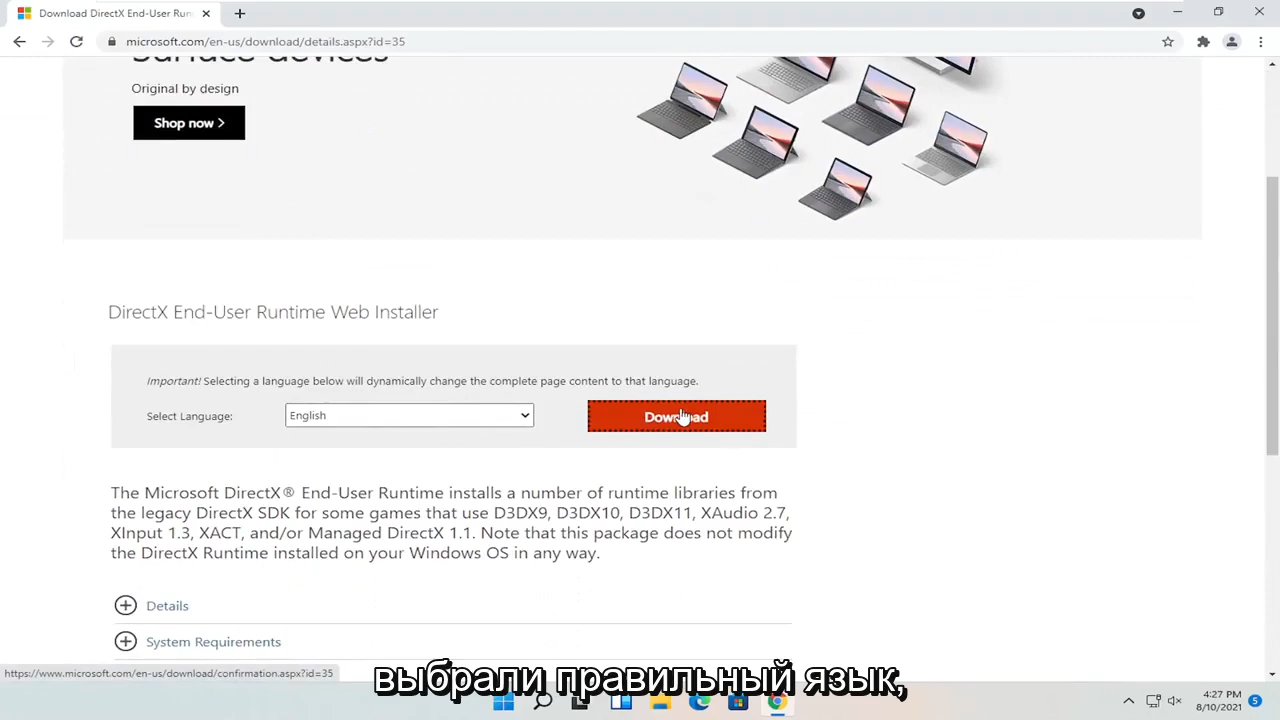 Download DirectX End-User Run
microsoft.com/en-us/download/details.aspx?id=35
Surface devices
Original by design
Shop now >
DirectX End-User Runtime Web Installer
Important! Selecting a language below will dynamically change the complete page content to that language.
Select Language:
English
Download
The Microsoft DirectX® End-User Runtime installs a number of runtime libraries from
the legacy DirectX SDK for some games that use D3DX9, D3DX10, D3DX11, XAudio 2.7,
XInput 1.3, XACT, and/or Managed DirectX 1.1. Note that this package does not modify
the DirectX Runtime installed on your Windows OS in any way.
Details
System Requirements
https://www.microsoft.com/en-us/download/confirmation.aspx?id=35
выбрали правильный язык,
4:27 PM
8/10/2021
5